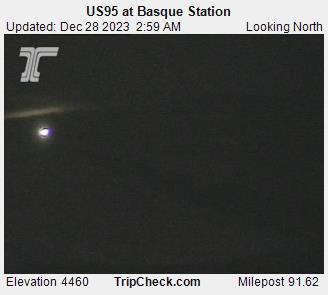 US95 at Basque Station
Updated: Dec 28 2023 2:59 AM Looking North
Elevation 4460 TripCheck.com Milepost 91.62